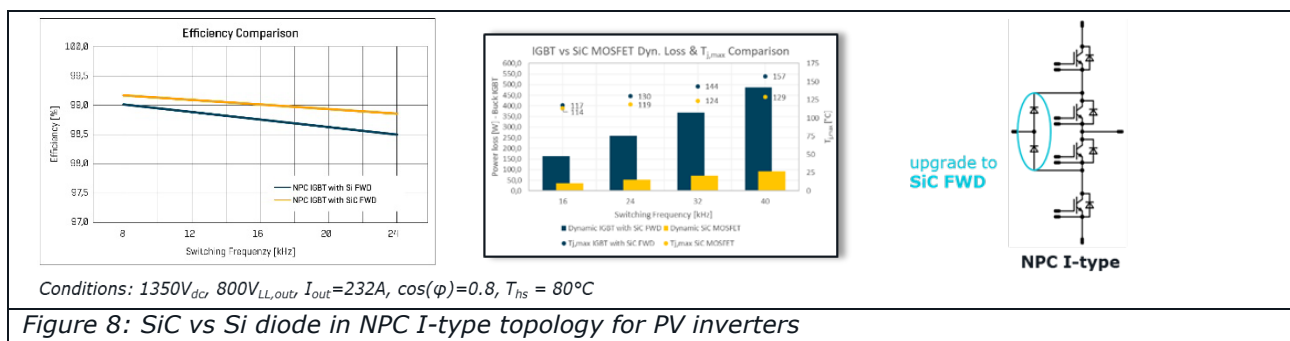 Efficiency Comparison
100,0
99,5
99,0
98,5
98,0
97,5
97,0
Efficiency [%]
NPC IGBT with Si FWD
NPC IGBT with SiC FWD
8 10 12 14 16 18 20 22 24
Switching Frequenzy [kHz]
IGBT vs SiC MOSFET Dyn. Loss & Tj,max Comparison
600,0
550,0
500,0
450,0
400,0
350,0
300,0
250,0
200,0
150,0
100,0
50,0
0,0
Power loss [W] - Buck IGBT
114
130
119
144
124
157
129
175
150
125
100
75
50
25
0
Tj,max [°C]
16 24 32 40
Switching Frequency [kHz]
Dynamic IGBT with SiC FWD Dynamic SiC MOSFET
Tj,max IGBT with SiC FWD Tj,max SiC MOSFET
upgrade to
SiC FWD
NPC I-type
Conditions: 1350Vdc, 800VLL,out, Iout=232A, cos(φ)=0.8, Ths = 80°C
Figure 8: SiC vs Si diode in NPC I-type topology for PV inverters